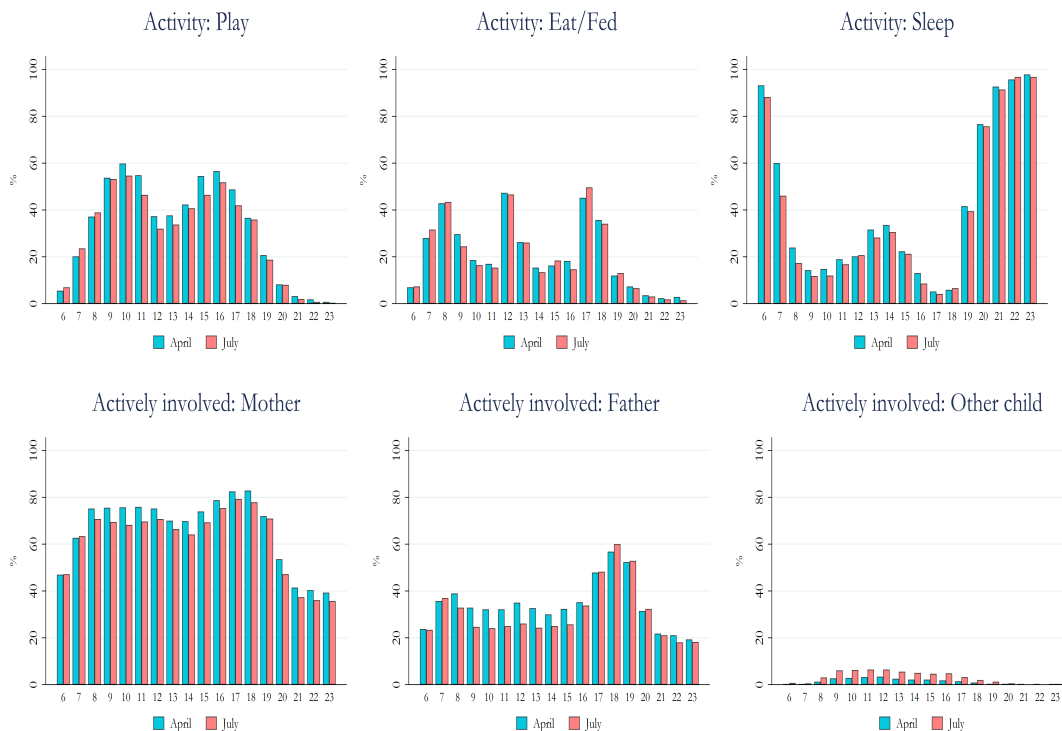 Activity: Play
Activity: Eat/Fed
Activity: Sleep
100
80
60
40
20
0
%
6 7 8 9 10 11 12 13 14 15 16 17 18 19 20 21 22 23
April July
100
80
60
40
20
0
%
6 7 8 9 10 11 12 13 14 15 16 17 18 19 20 21 22 23
April July
100
80
60
40
20
0
%
6 7 8 9 10 11 12 13 14 15 16 17 18 19 20 21 22 23
April July
Actively involved: Mother
Actively involved: Father
Actively involved: Other child
100
80
60
40
20
0
%
6 7 8 9 10 11 12 13 14 15 16 17 18 19 20 21 22 23
April July
100
80
60
40
20
0
%
6 7 8 9 10 11 12 13 14 15 16 17 18 19 20 21 22 23
April July
100
80
60
40
20
0
%
6 7 8 9 10 11 12 13 14 15 16 17 18 19 20 21 22 23
April July